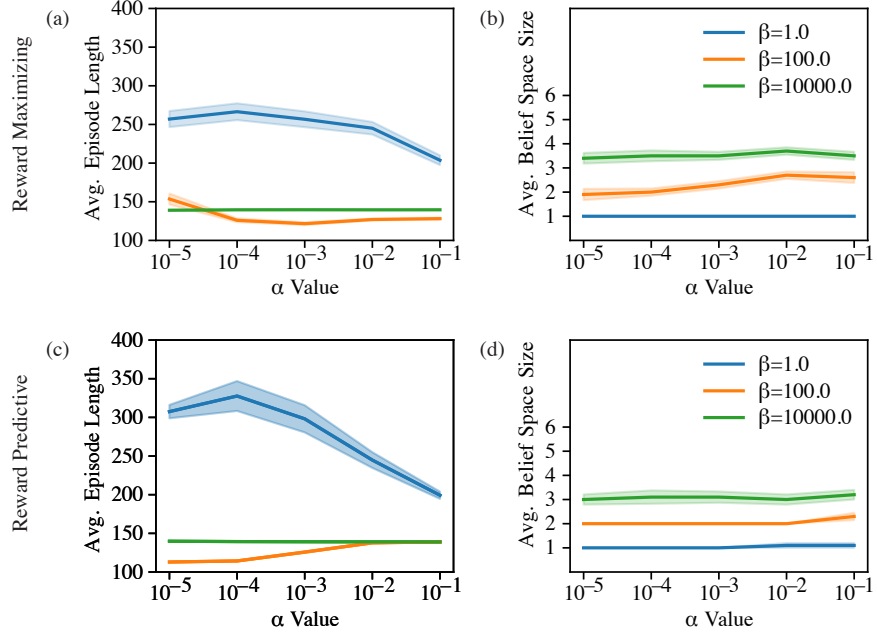 (a)
Reward Maximizing
Avg. Episode Length
400
350
300
250
200
150
100
10⁻⁵ 10⁻⁴ 10⁻³ 10⁻² 10⁻¹
α Value
(b)
Avg. Belief Space Size
6
5
4
3
2
1
β=1.0
β=100.0
β=10000.0
10⁻⁵ 10⁻⁴ 10⁻³ 10⁻² 10⁻¹
α Value
(c)
Reward Predictive
Avg. Episode Length
400
350
300
250
200
150
100
10⁻⁵ 10⁻⁴ 10⁻³ 10⁻² 10⁻¹
α Value
(d)
Avg. Belief Space Size
6
5
4
3
2
1
β=1.0
β=100.0
β=10000.0
10⁻⁵ 10⁻⁴ 10⁻³ 10⁻² 10⁻¹
α Value